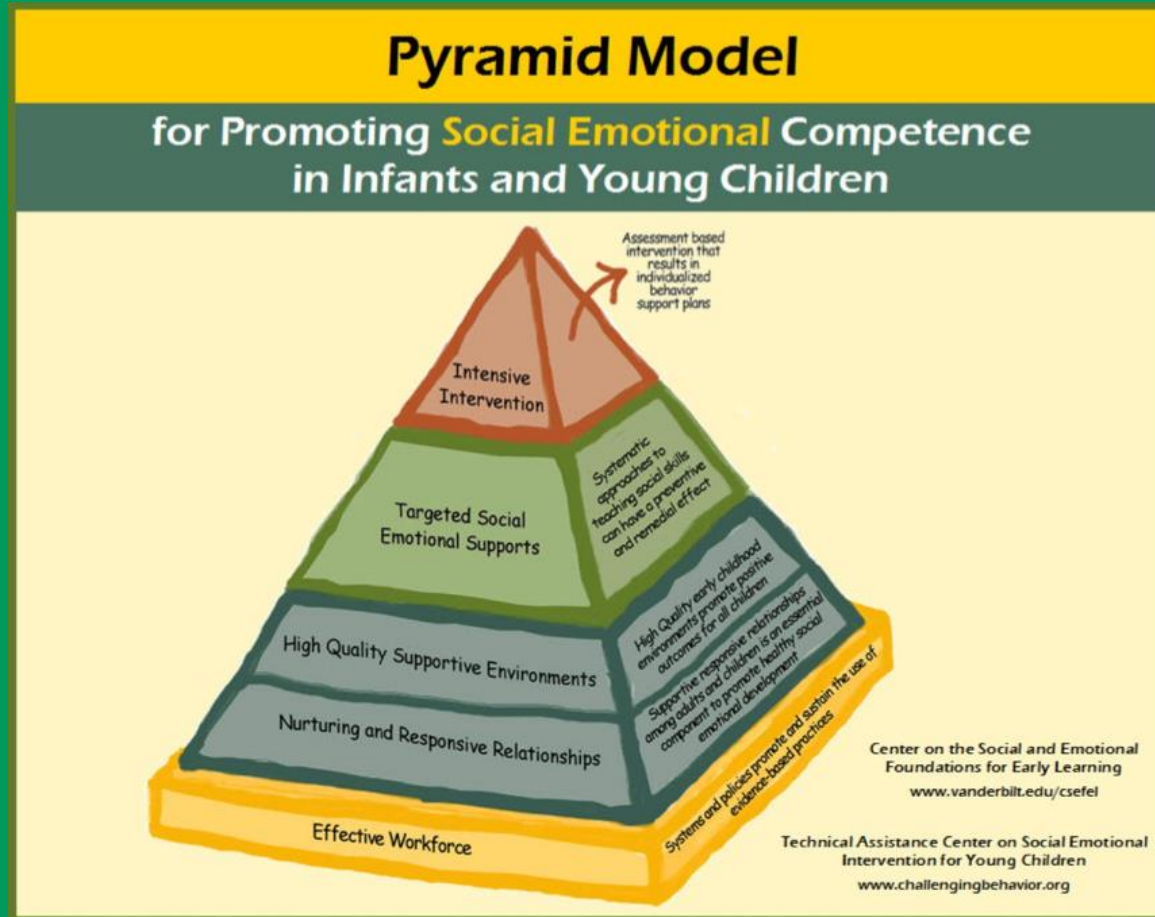 Pyramid Model
for Promoting Social Emotional Competence
in Infants and Young Children
Assessment based
intervention that
results in
individualized
behavior
support plans
Intensive
Intervention
Targeted Social
Emotional Supports
Systematic
approaches to
teaching social skills
can have a preventive
and remedial effect
High Quality Supportive Environments
High Quality early childhood
environments promote positive
outcomes for all children
Nurturing and Responsive Relationships
Supportive responsive relationships
among adults and children is an essential
component to promote healthy social
emotional development
Effective Workforce
Systems and policies promote and sustain the use of
evidence-based practices
Center on the Social and Emotional
Foundations for Early Learning
www.vanderbilt.edu/csefel
Technical Assistance Center on Social Emotional
Intervention for Young Children
www.challengingbehavior.org